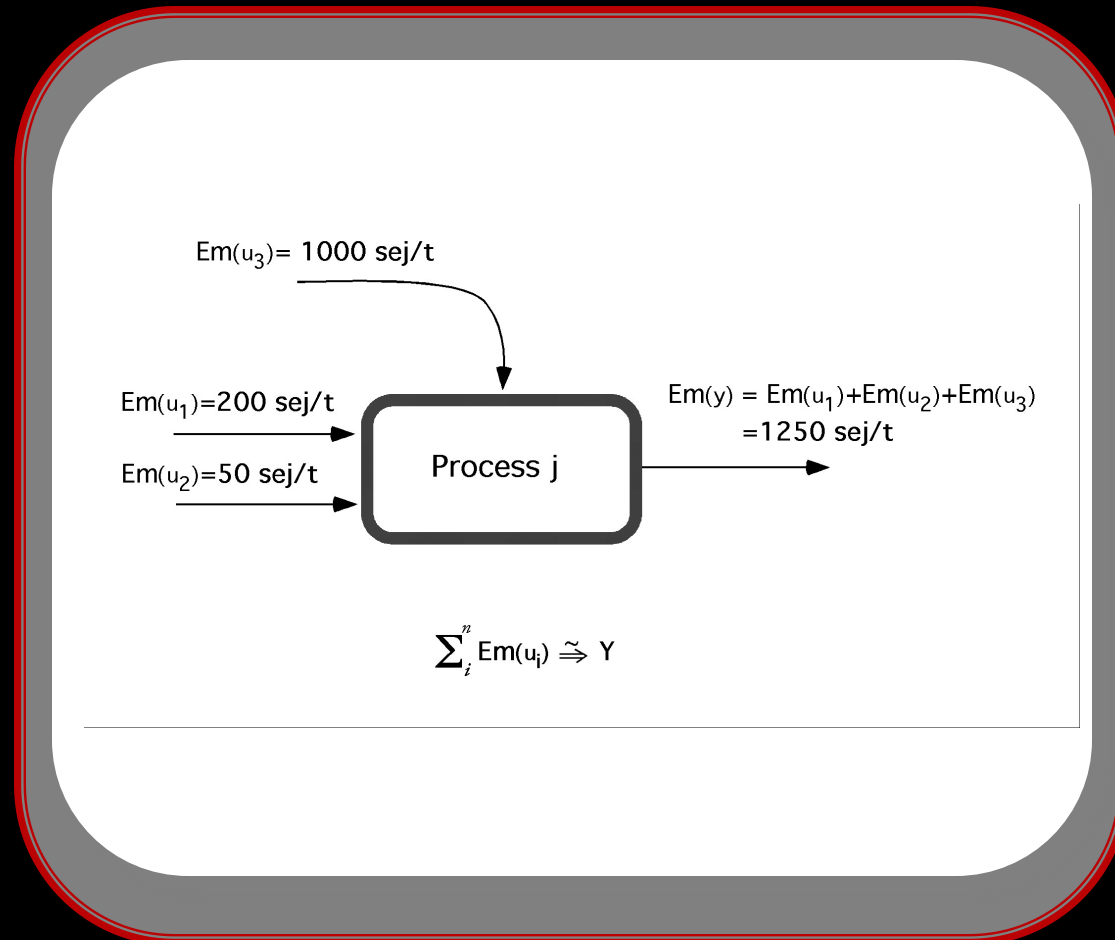 Em(u₃)= 1000 sej/t
Em(u₁)=200 sej/t
Em(y) = Em(u₁)+Em(u₂)+Em(u₃)
=1250 sej/t
Em(u₂)=50 sej/t
Process j
∑ᵢⁿ Em(uᵢ) ⥲̃ Y